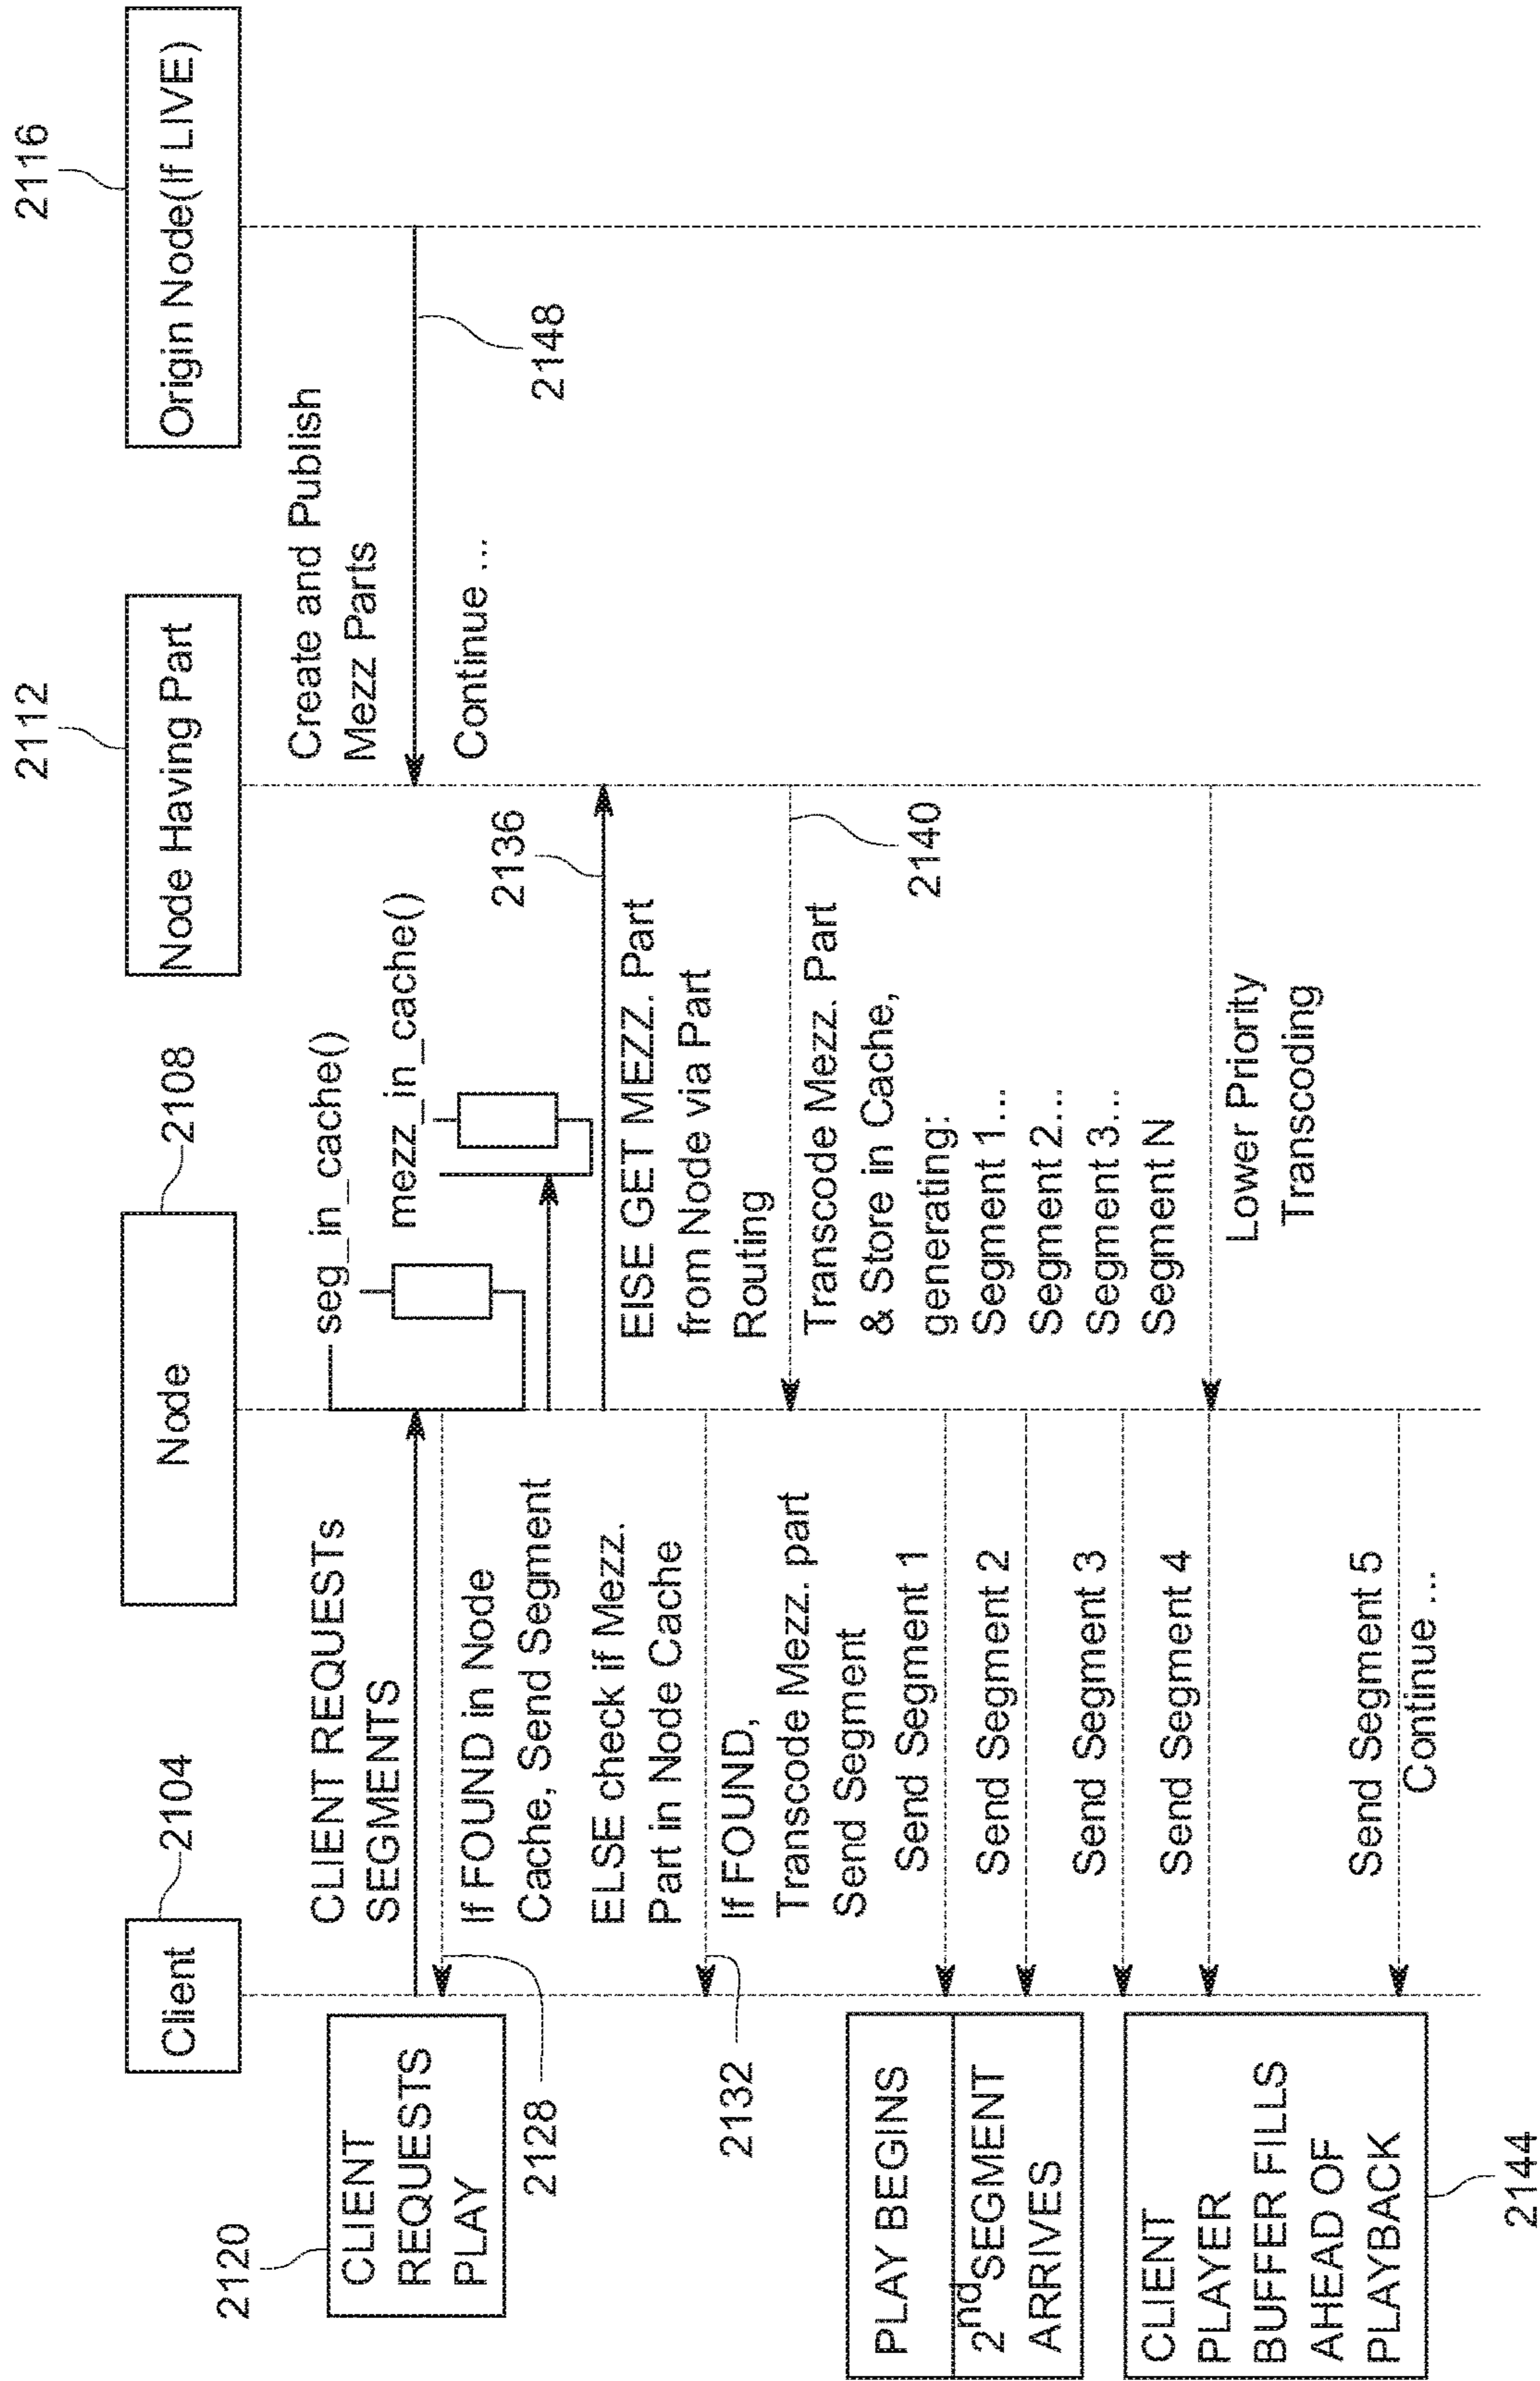 2104
Client
2108
Node
2112
Node Having Part
2116
Origin Node(If LIVE)
2120
CLIENT
REQUESTS
PLAY
CLIENT REQUESTs
SEGMENTS
seg_in_cache()
mezz_in_cache()
Create and Publish
Mezz Parts
2148
Continue ...
If FOUND in Node
Cache, Send Segment
2128
2136
ELSE check if Mezz.
Part in Node Cache
EISE GET MEZZ. Part
from Node via Part
Routing
2132
If FOUND,
Transcode Mezz. part
Send Segment
2140
Transcode Mezz. Part
& Store in Cache,
generating:
Segment 1...
Segment 2...
Segment 3...
Segment N
PLAY BEGINS
2nd SEGMENT
ARRIVES
Send Segment 1
Send Segment 2
Send Segment 3
Send Segment 4
Lower Priority
Transcoding
CLIENT
PLAYER
BUFFER FILLS
AHEAD OF
PLAYBACK
2144
Send Segment 5
Continue ...